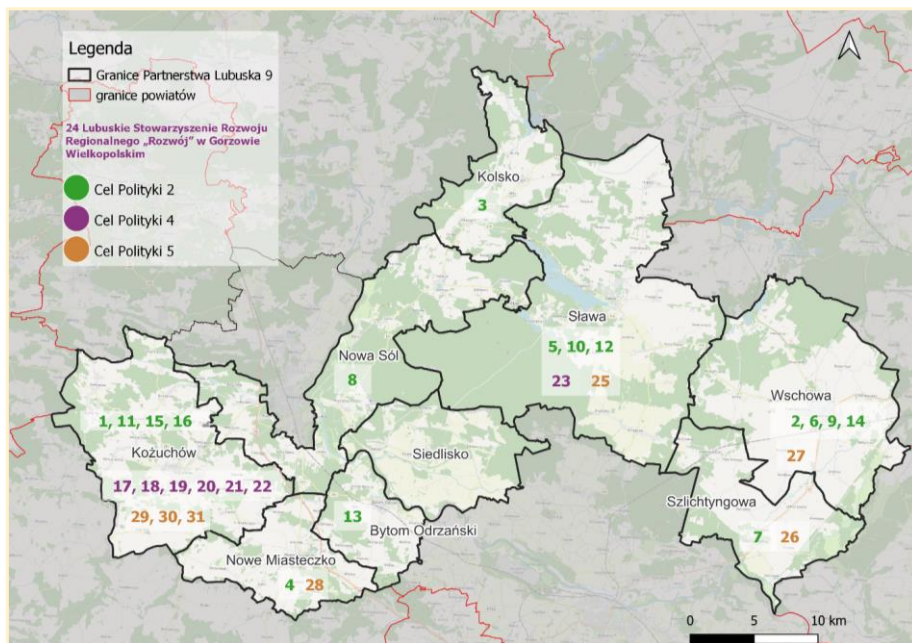 Legenda
Granice Partnerstwa Lubuska 9
granice powiatów
24 Lubuskie Stowarzyszenie Rozwoju
Regionalnego „Rozwój” w Gorzowie
Wielkopolskim
Cel Polityki 2
Cel Polityki 4
Cel Polityki 5
Kolsko
3
Sława
5, 10, 12
23 25
Nowa Sól
8
Wschowa
2, 6, 9, 14
27
1, 11, 15, 16
Kożuchów
17, 18, 19, 20, 21, 22
29, 30, 31
Siedlisko
Szlichtyngowa
7 26
13
Bytom Odrzański
Nowe Miasteczko
4 28
0 5 10 km